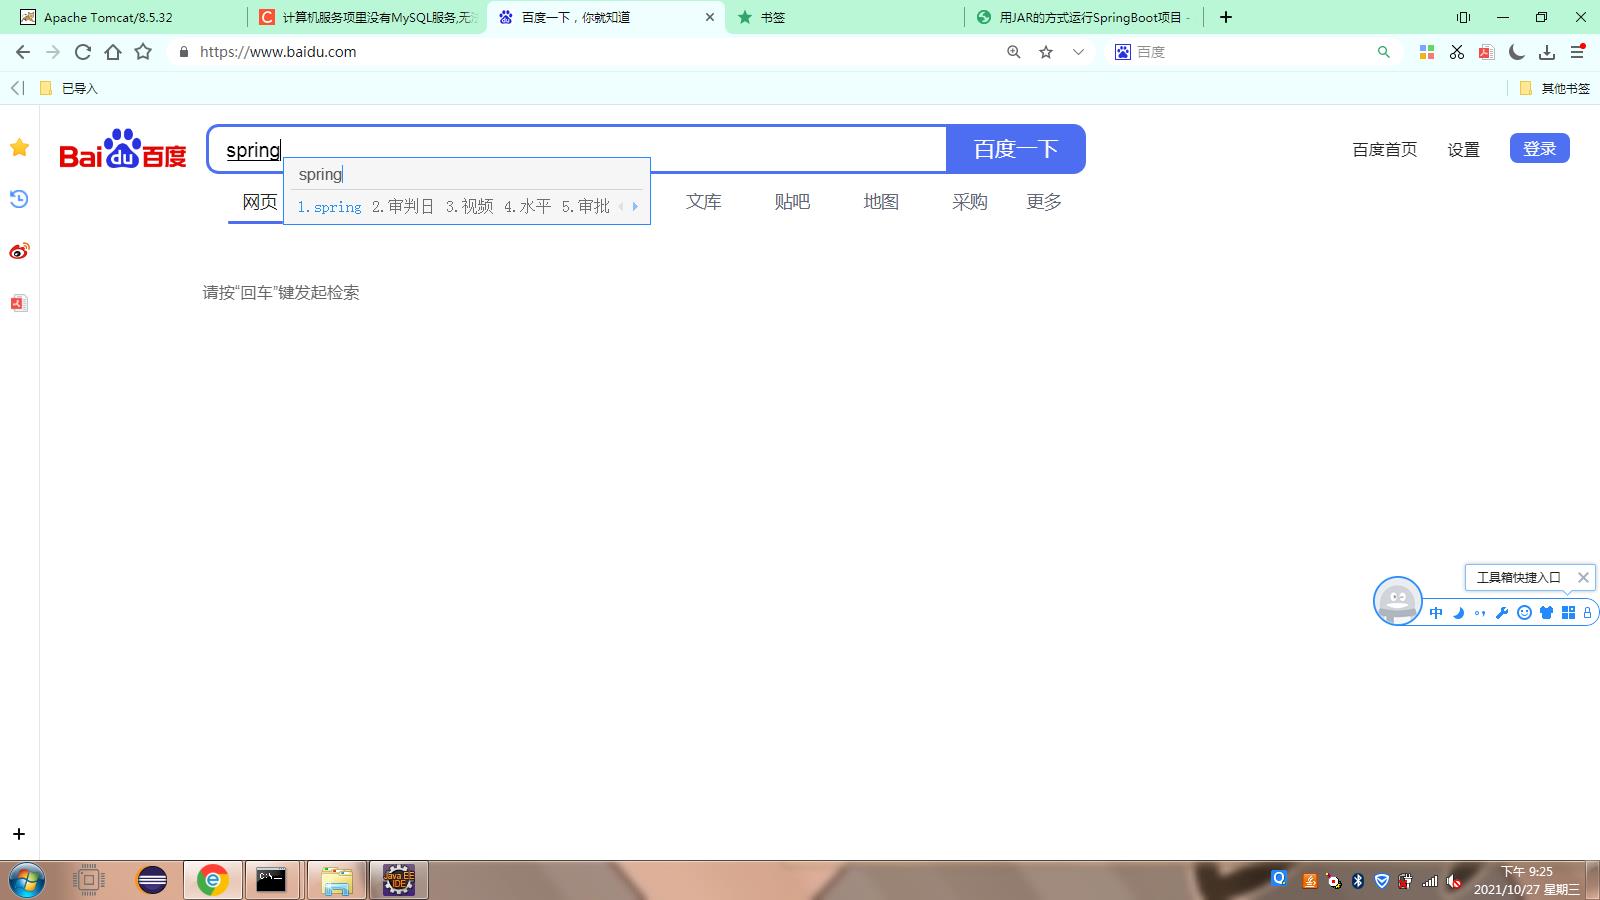 Apache Tomcat/8.5.32
计算机服务项里没有MySQL服务,无
百度一下，你就知道
书签
用JAR的方式运行SpringBoot项目 -
https://www.baidu.com
百度
已导入
其他书签
Bai du 百度
spring
百度一下
百度首页
设置
登录
spring
1.spring 2.审判日 3.视频 4.水平 5.审批
网页
文库
贴吧
地图
采购
更多
请按“回车”键发起检索
工具箱快捷入口
中
C:\.
Java EE
IDE
下午 9:25
2021/10/27 星期三